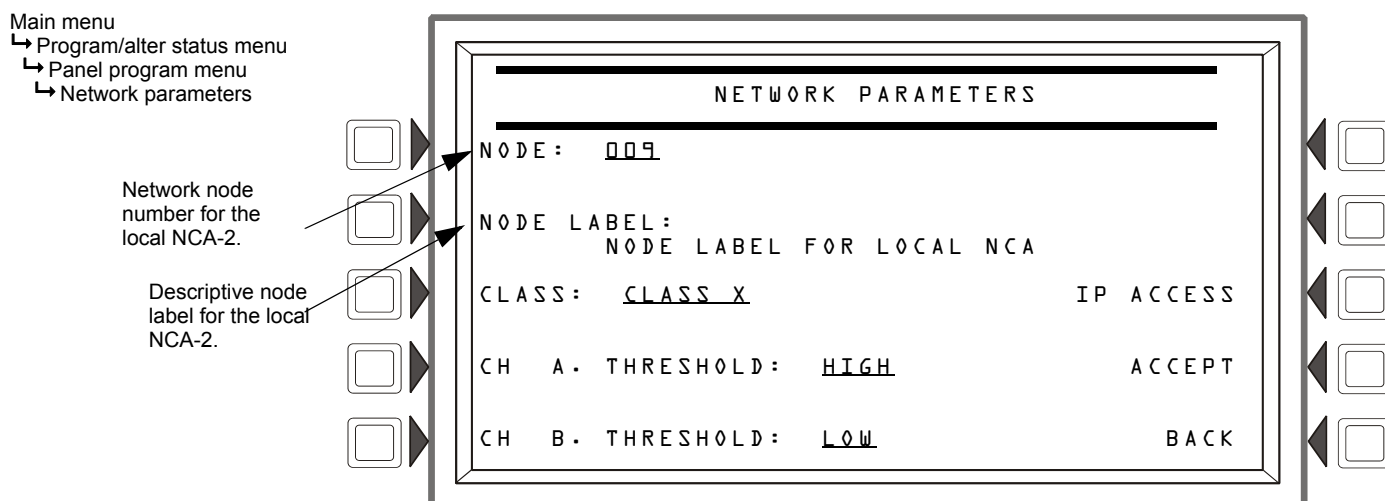 Main menu
Program/alter status menu
Panel program menu
Network parameters
NETWORK PARAMETERS
NODE: 009
Network node
number for the
local NCA-2.
NODE LABEL:
NODE LABEL FOR LOCAL NCA
Descriptive node
label for the local
NCA-2.
CLASS: CLASS X
IP ACCESS
CH A. THRESHOLD: HIGH
ACCEPT
CH B. THRESHOLD: LOW
BACK